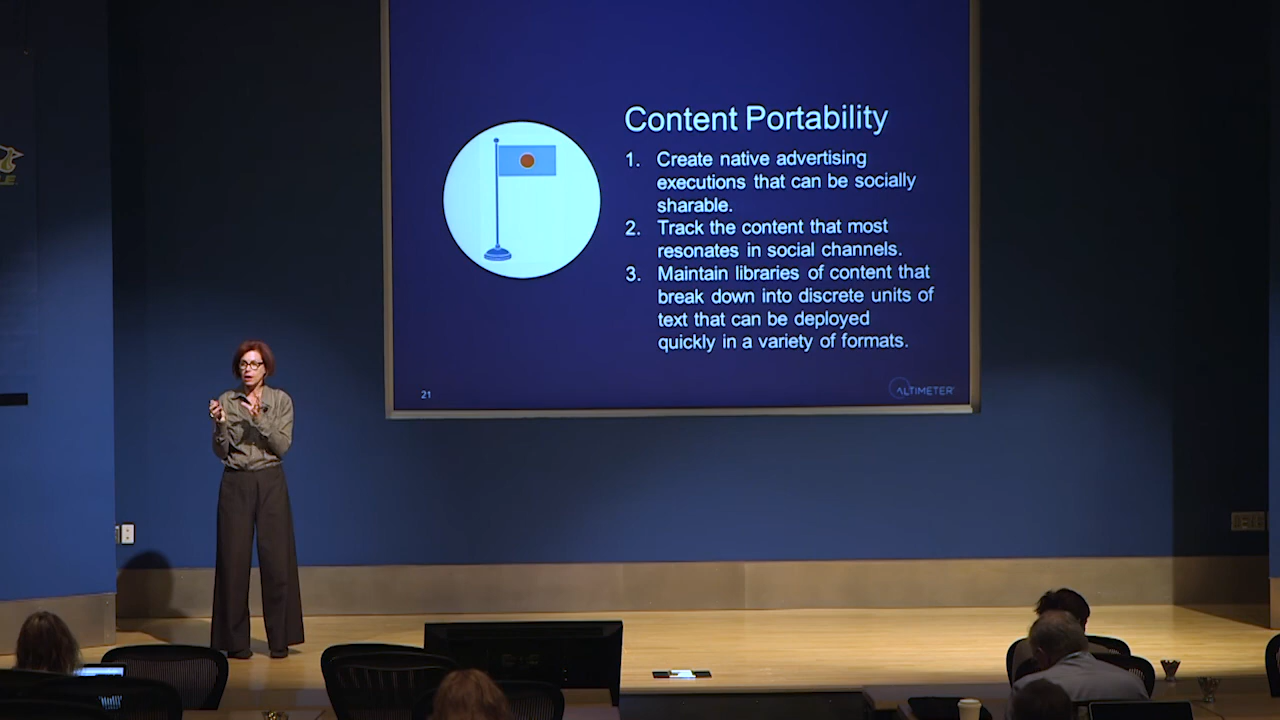 Content Portability
1. Create native advertising
executions that can be socially
sharable.
2. Track the content that most
resonates in social channels.
3. Maintain libraries of content that
break down into discrete units of
text that can be deployed
quickly in a variety of formats.
21
ALTIMETER